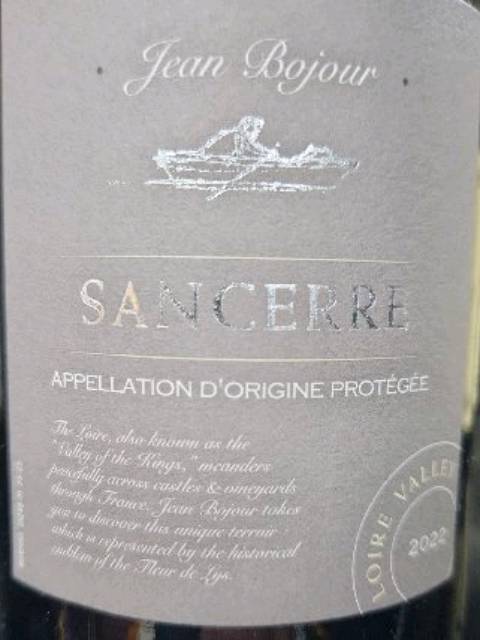 Jean Bojour
SANCERRE
APPELLATION D'ORIGINE PROTÉGÉE
The Loire, also known as the
"Valley of the Kings," meanders
peacefully across castles & vineyards
through France. Jean Bojour takes
you to discover this unique terroir
which is represented by the historical
emblem of the Fleur de Lys.
LOIRE VALLEY
2022